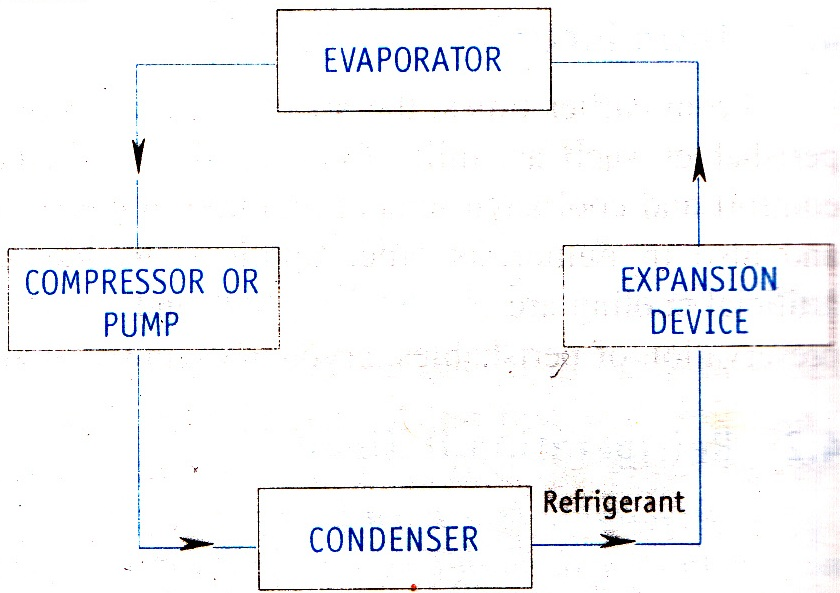 EVAPORATOR
COMPRESSOR OR
PUMP
EXPANSION
DEVICE
Refrigerant
CONDENSER